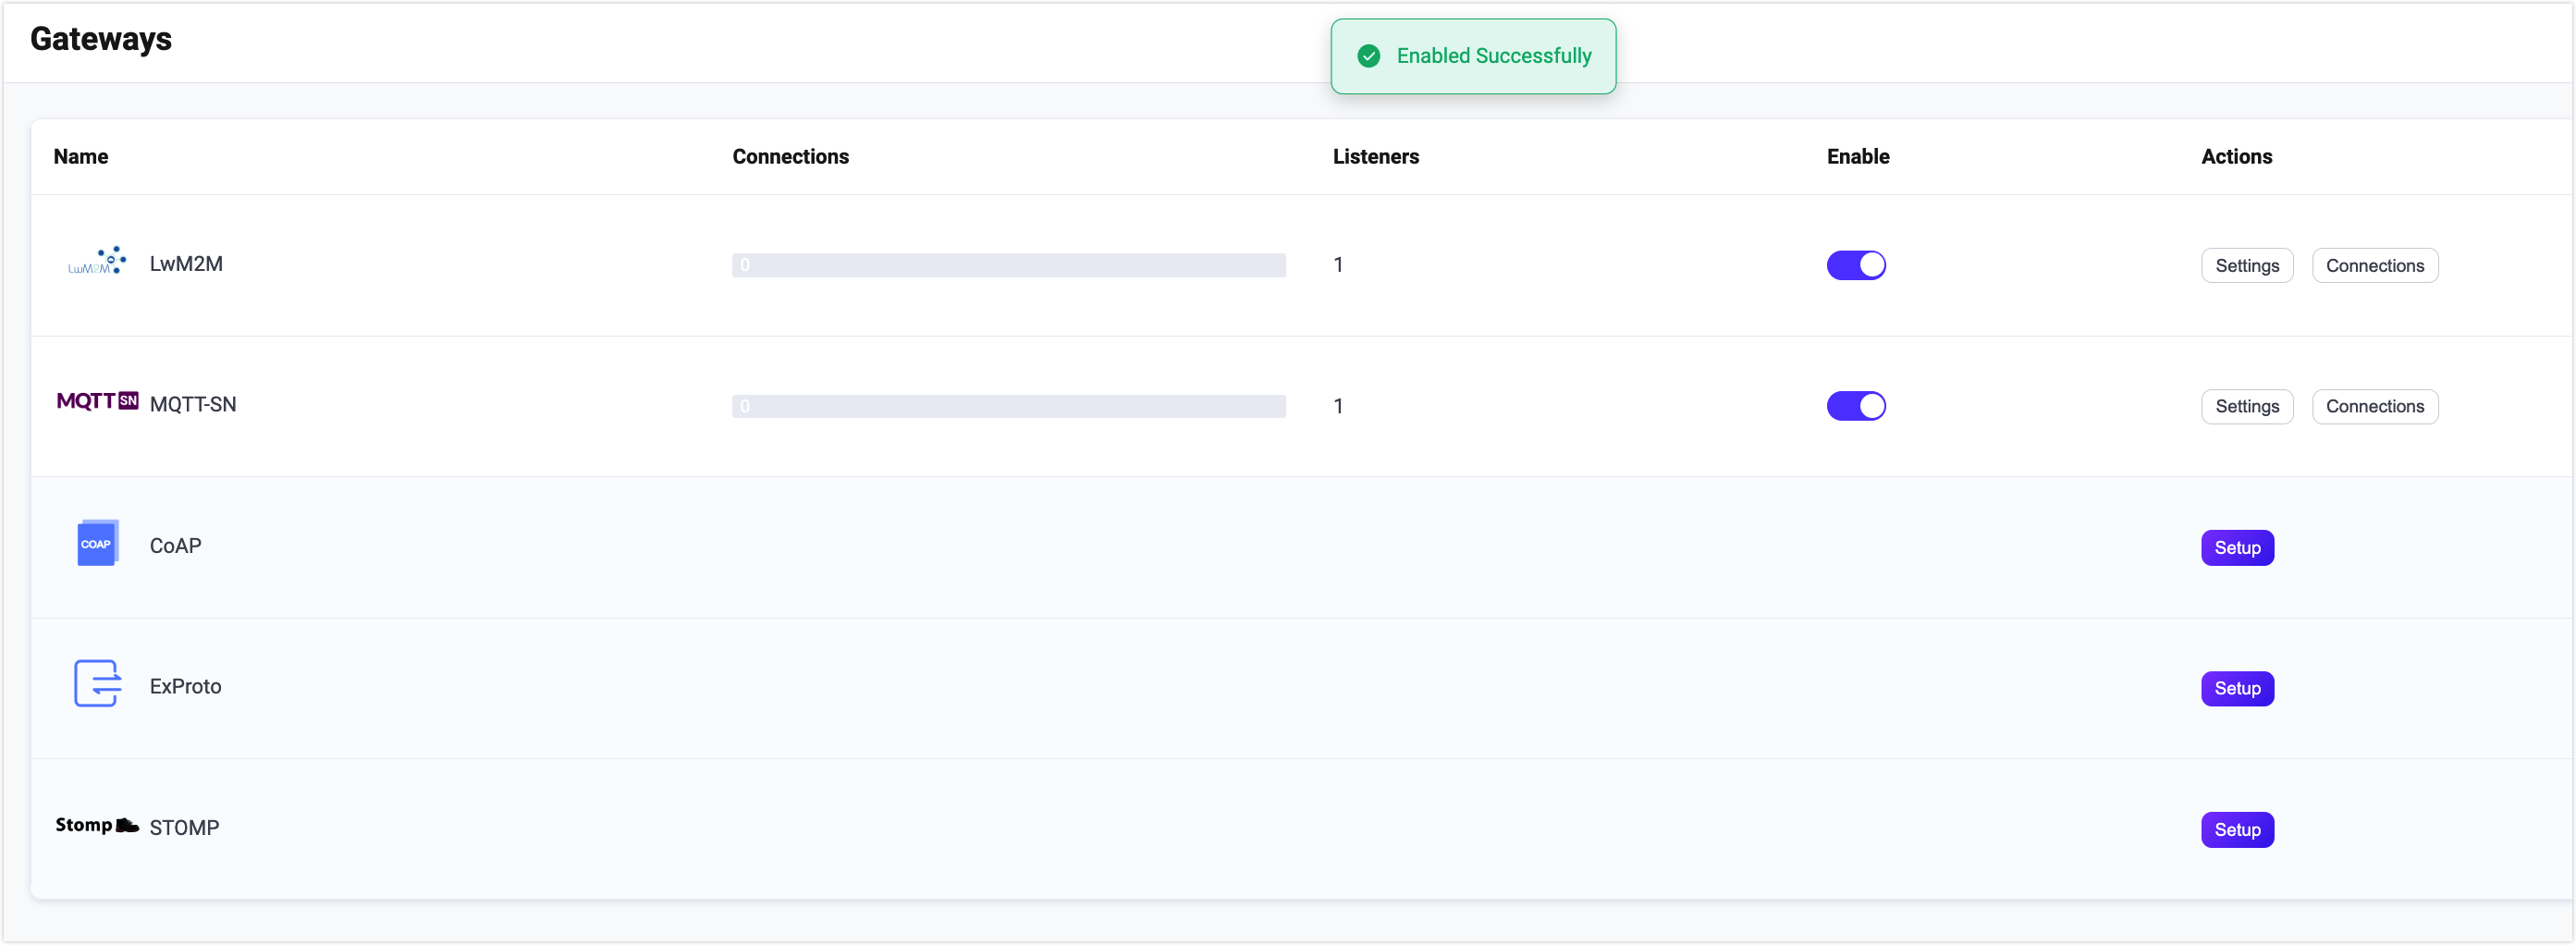 Gateways
Enabled Successfully
Name Connections Listeners Enable Actions
LwM2M LwM2M 0 1 Settings Connections
MQTT SN MQTT-SN 0 1 Settings Connections
COAP CoAP Setup
ExProto Setup
Stomp STOMP Setup